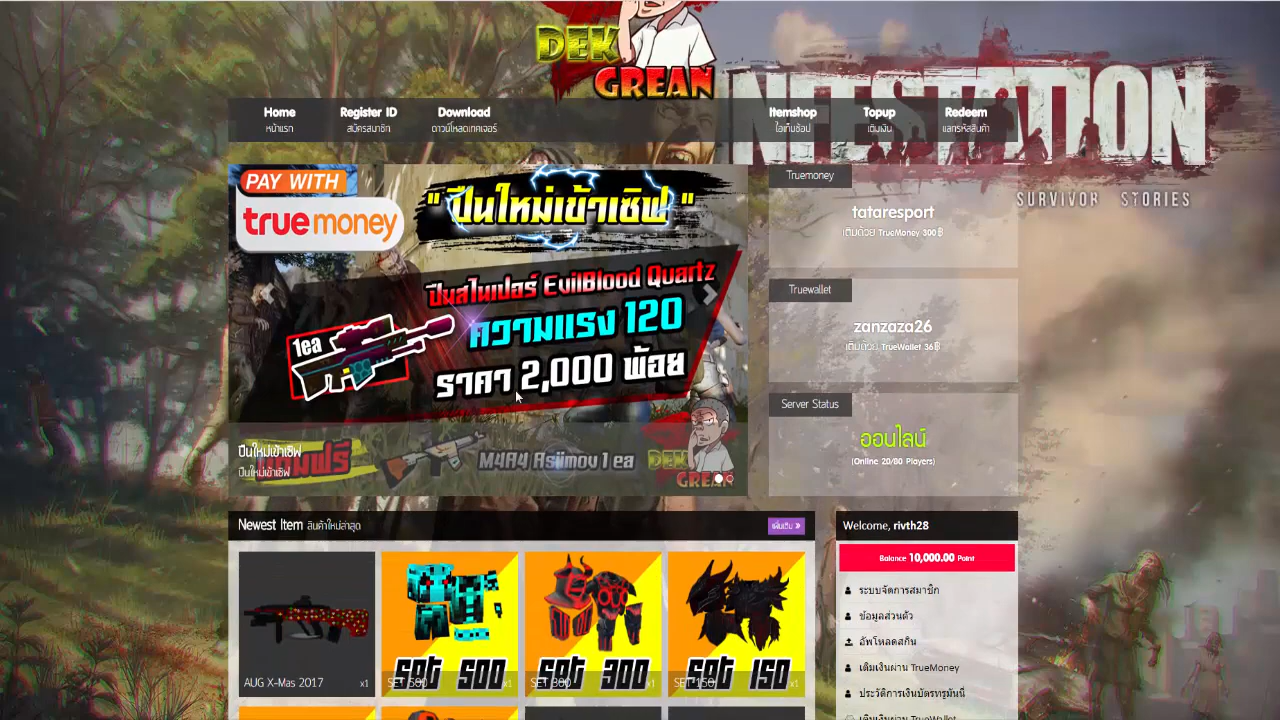 DEK
GREAN
INFESTATION
SURVIVOR STORIES
Home
หน้าแรก
Register ID
สมัครสมาชิก
Download
ดาวน์โหลดเทคเจอร์
Itemshop
ไอเท็มช้อป
Topup
เติมเงิน
Redeem
แลกรหัสสินค้า
PAY WITH
truemoney
"ปืนใหม่เข้าเซิฟ"
ปืนสไนเปอร์ EvilBlood Quartz
1ea
ความแรง 120
ราคา 2,000 พ้อย
ปืนใหม่เข้าเซิฟ
ปืนใหม่เข้าเซิฟ
M4A4 Asiimov 1 ea
DEK
GREAN
Truemoney
tataresport
เติมด้วย TrueMoney 300฿
Truewallet
zanzaza26
เติมด้วย TrueWallet 36฿
Server Status
ออนไลน์
(Online 20/80 Players)
Newest Item สินค้าใหม่ล่าสุด
เพิ่มเติม »
AUG X-Mas 2017 x1
SET 500
SET 500 x1
SET 300
SET 300 x1
SET 150
SET 150 x1
Welcome, rivth28
Balance 10,000.00 Point
ระบบจัดการสมาชิก
ข้อมูลส่วนตัว
อัพโหลดสกิน
เติมเงินผ่าน TrueMoney
ประวัติการเงินบัตรทรูมันนี่
เติมเงินผ่าน TrueWallet